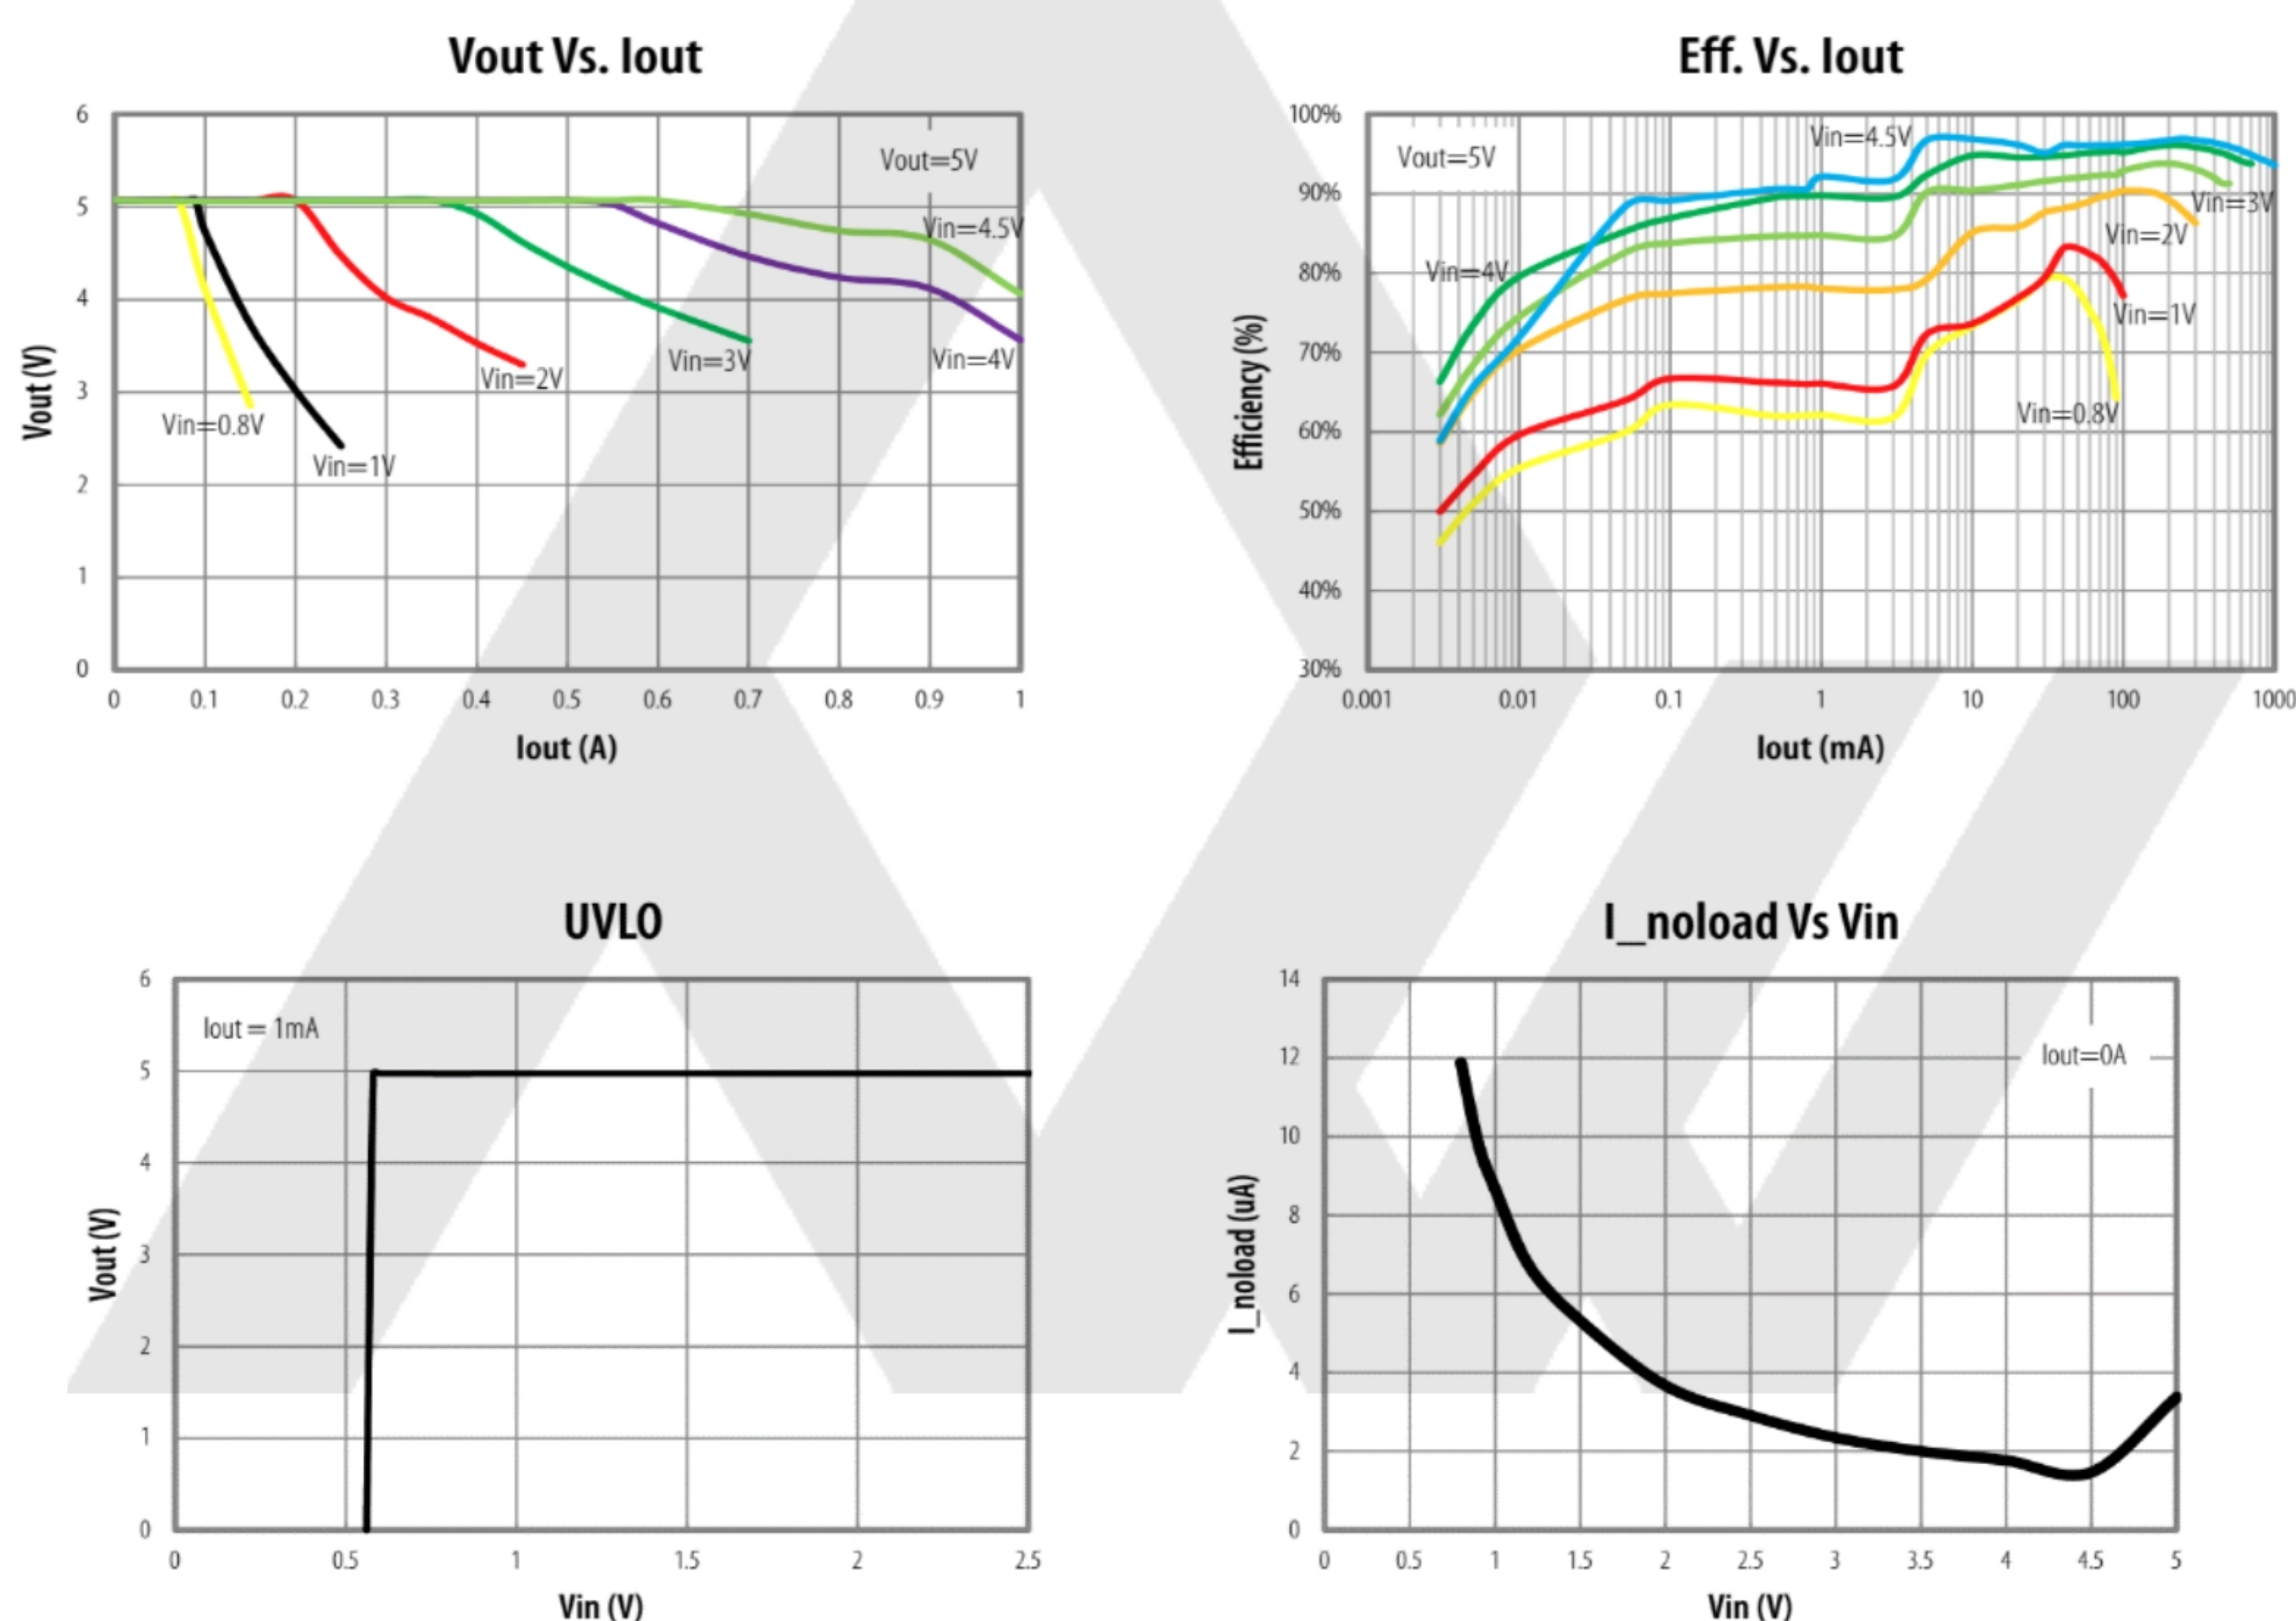 Vout Vs. Iout
6
5
4
3
2
1
0
Vout (V)
Vout=5V
Vin=4.5V
Vin=4V
Vin=3V
Vin=2V
Vin=0.8V
Vin=1V
0 0.1 0.2 0.3 0.4 0.5 0.6 0.7 0.8 0.9 1
Iout (A)
Eff. Vs. Iout
100%
90%
80%
70%
60%
50%
40%
30%
Efficiency (%)
Vout=5V
Vin=4.5V
Vin=3V
Vin=2V
Vin=4V
Vin=1V
Vin=0.8V
0.001 0.01 0.1 1 10 100 1000
Iout (mA)
UVLO
6
5
4
3
2
1
0
Vout (V)
Iout = 1mA
0 0.5 1 1.5 2 2.5
Vin (V)
I_noload Vs Vin
14
12
10
8
6
4
2
0
I_noload (uA)
Iout=0A
0 0.5 1 1.5 2 2.5 3 3.5 4 4.5 5
Vin (V)